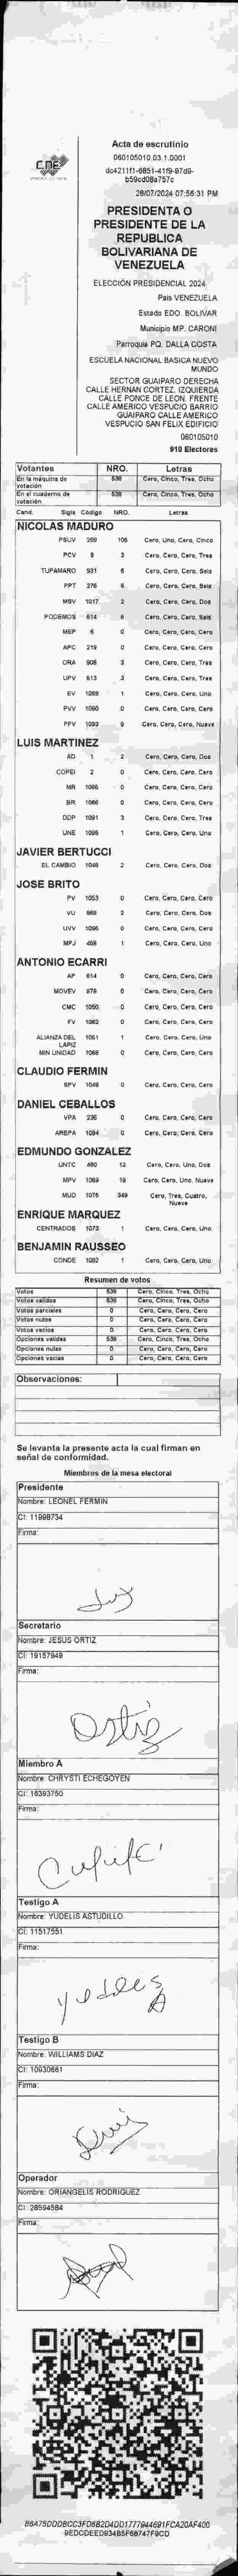 CNE
Acta de escrutinio
060105010.03.1.0001
dc4211f1-6851-41f9-97d9-
b59cd08a757c
28/07/2024 07:56:31 PM
PRESIDENTA O
PRESIDENTE DE LA
REPUBLICA
BOLIVARIANA DE
VENEZUELA
ELECCIÓN PRESIDENCIAL 2024
Pais VENEZUELA
Estado EDO. BOLIVAR
Municipio MP. CARONI
Parroquia PQ. DALLA COSTA
ESCUELA NACIONAL BASICA NUEVO
MUNDO
SECTOR GUAIPARO DERECHA
CALLE HERNAN CORTEZ. IZQUIERDA
CALLE PONCE DE LEON. FRENTE
CALLE AMERICO VESPUCIO BARRIO
GUAIPARO CALLE AMERICO
VESPUCIO SAN FELIX EDIFICIO
060105010
910 Electores
Votantes NRO. Letras
En la máquina de votación 538 Cero, Cinco, Tres, Ocho
En el cuaderno de votación 538 Cero, Cinco, Tres, Ocho
Cand. Sigla Código NRO. Letras
NICOLAS MADURO
PSUV 269 105 Cero, Uno, Cero, Cinco
PCV 9 3 Cero, Cero, Cero, Tres
TUPAMARO 931 6 Cero, Cero, Cero, Seis
PPT 276 Cero, Cero, Cero, Seis
MSV 1017 2 Cero, Cero, Cero, Dos
PODEMOS 614 6 Cero, Cero, Cero, Seis
MEP 6 0 Cero, Cero, Cero, Cero
APC 219 0 Cero, Cero, Cero, Cero
ORA 906 3 Cero, Cero, Cero, Tres
UPV 613 3 Cero, Cero, Cero, Tres
EV 1089 1 Cero, Cero, Cero, Uno
PVV 1090 0 Cero, Cero, Cero, Cero
PFV 1093 9 Cero, Cero, Cero, Nueve
LUIS MARTINEZ
AD 1 2 Cero, Cero, Cero, Dos
COPEI 2 0 Cero, Cero, Cero, Cero
MR 1065 0 Cero, Cero, Cero, Cero
BR 1066 0 Cero, Cero, Cero, Cero
DDP 1091 3 Cero, Cero, Cero, Tres
UNE 1095 1 Cero, Cero, Cero, Uno
JAVIER BERTUCCI
EL CAMBIO 1048 2 Cero, Cero, Cero, Dos
JOSE BRITO
PV 1053 0 Cero, Cero, Cero, Cero
VU 968 2 Cero, Cero, Cero, Dos
UVV 1096 0 Cero, Cero, Cero, Cero
MPJ 458 1 Cero, Cero, Cero, Uno
ANTONIO ECARRI
AP 814 0 Cero, Cero, Cero, Cero
MOVEV 878 0 Cero, Cero, Cero, Cero
CMC 1050 0 Cero, Cero, Cero, Cero
FV 1062 0 Cero, Cero, Cero, Cero
ALIANZA DEL LAPIZ 1051 1 Cero, Cero, Cero, Uno
MIN UNIDAD 1068 0 Cero, Cero, Cero, Cero
CLAUDIO FERMIN
SPV 1049 0 Cero, Cero, Cero, Cero
DANIEL CEBALLOS
VPA 236 0 Cero, Cero, Cero, Cero
AREPA 1094 0 Cero, Cero, Cero, Cero
EDMUNDO GONZALEZ
UNTC 460 12 Cero, Cero, Uno, Dos
MPV 1069 19 Cero, Cero, Uno, Nueve
MUD 1075 349 Cero, Tres, Cuatro,
Nueve
ENRIQUE MARQUEZ
CENTRADOS 1073 1 Cero, Cero, Cero, Uno
BENJAMIN RAUSSEO
CONDE 1092 1 Cero, Cero, Cero, Uno
Resumen de votos
Votos 538 Cero, Cinco, Tres, Ocho
Votos validos 538 Cero, Cinco, Tres, Ocho
Votos parciales 0 Cero, Cero, Cero, Cero
Votos nulos 0 Cero, Cero, Cero, Cero
Votos vacios 0 Cero, Cero, Cero, Cero
Opciones validas 538 Cero, Cinco, Tres, Ocho
Opciones nulas 0 Cero, Cero, Cero, Cero
Opciones vacias 0 Cero, Cero, Cero, Cero
Observaciones:
Se levanta la presente acta la cual firman en
señal de conformidad.
Miembros de la mesa electoral
Presidente
Nombre: LEONEL FERMIN
CI: 11998734
Firma:
Secretario
Nombre: JESUS ORTIZ
CI: 19157949
Firma:
Ortiz
Miembro A
Nombre: CHRYSTI ECHEGOYEN
CI: 16393750
Firma:
Testigo A
Nombre: YUDELIS ASTUDILLO
CI: 11517551
Firma:
Testigo B
Nombre: WILLIAMS DIAZ
CI: 10930661
Firma:
Operador
Nombre: ORIANGELIS RODRIGUEZ
CI: 28594584
Firma: